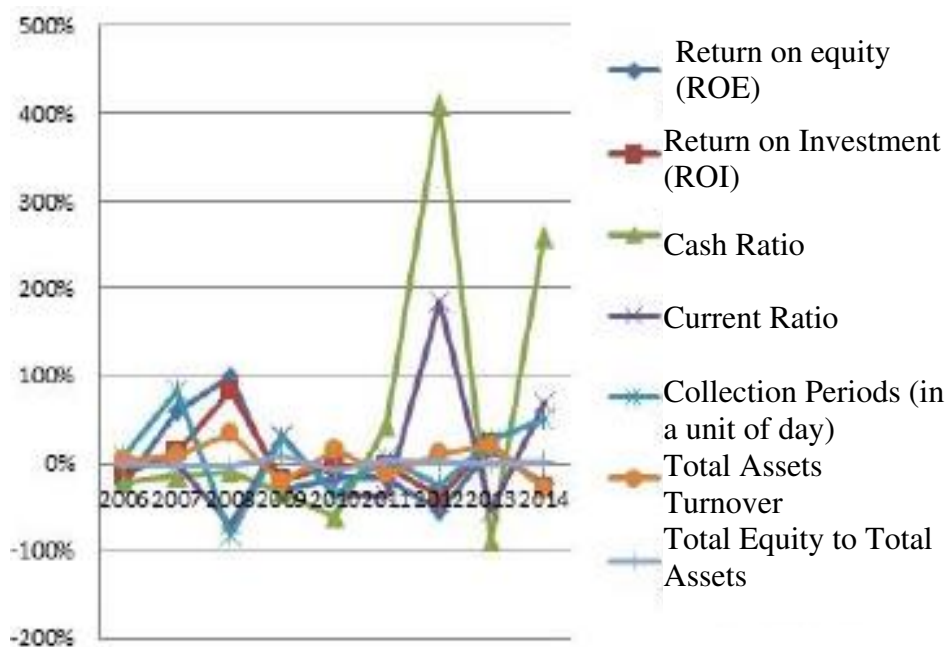 500%
400%
300%
200%
100%
0%
-100%
-200%
2006 2007 2008 2009 2010 2011 2012 2013 2014
Return on equity
(ROE)
Return on Investment
(ROI)
Cash Ratio
Current Ratio
Collection Periods (in
a unit of day)
Total Assets
Turnover
Total Equity to Total
Assets